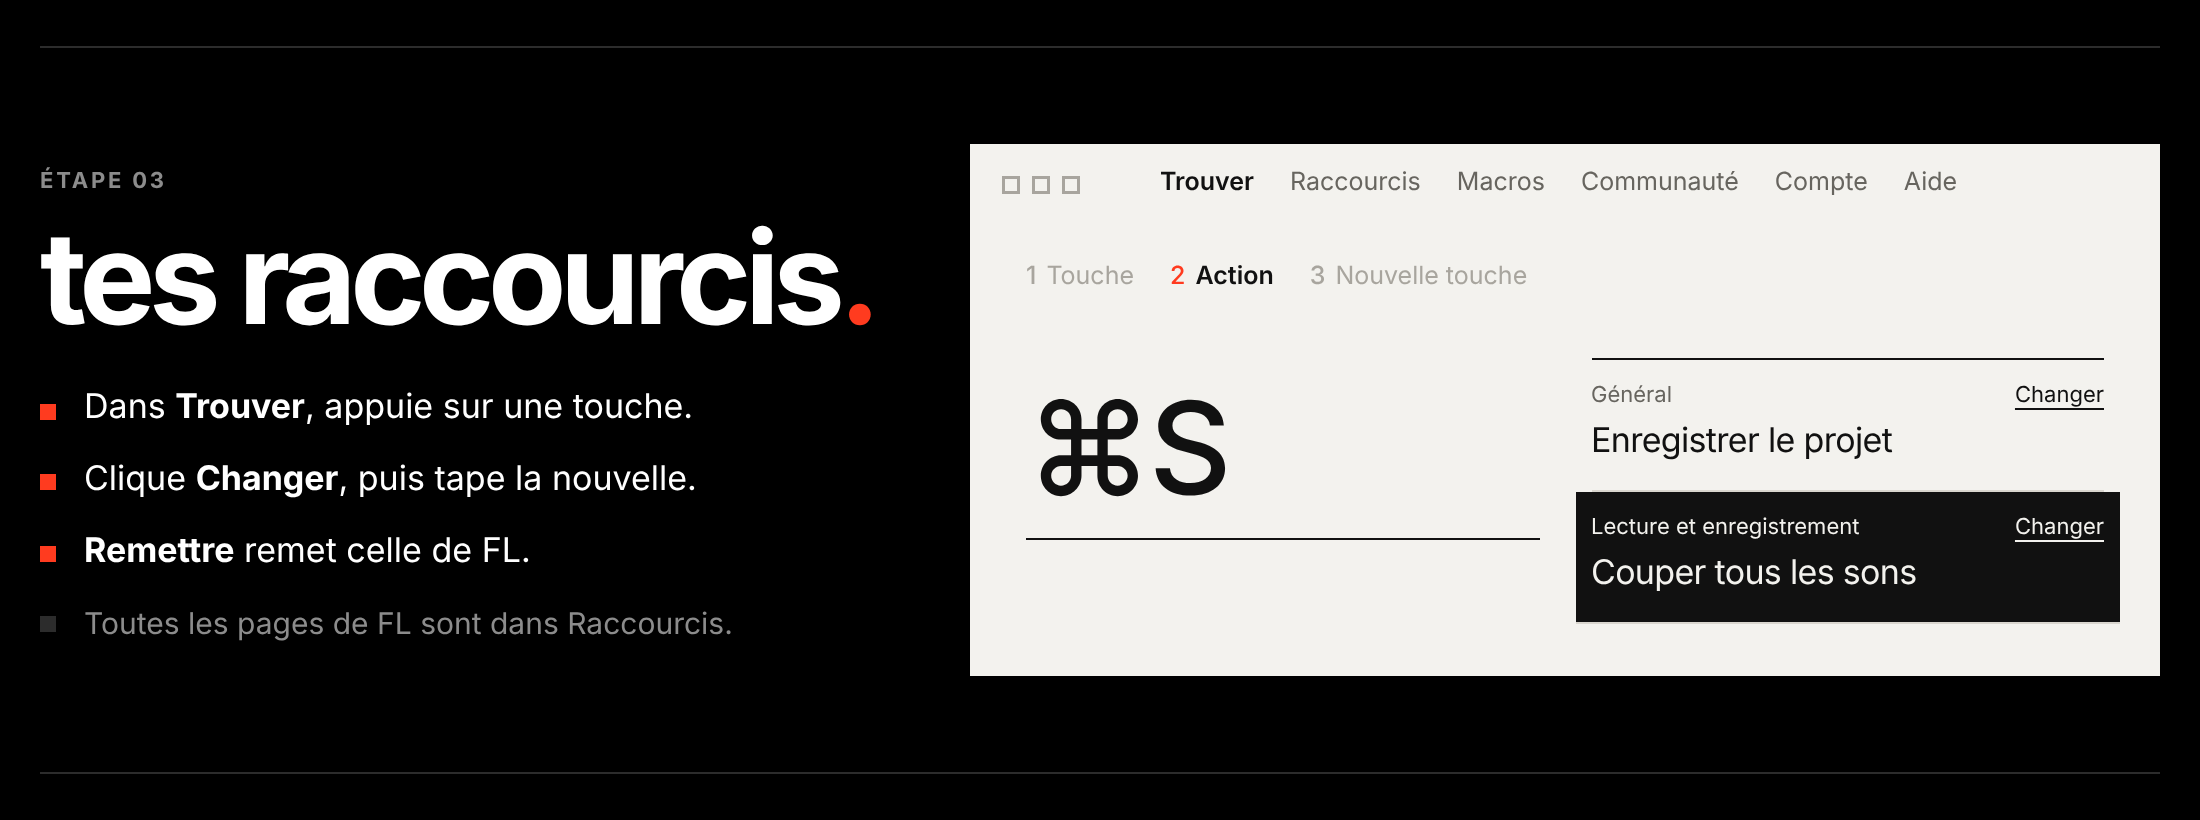 ÉTAPE 03
tes raccourcis.
Dans Trouver, appuie sur une touche.
Clique Changer, puis tape la nouvelle.
Remettre remet celle de FL.
Toutes les pages de FL sont dans Raccourcis.
Trouver Raccourcis Macros Communauté Compte Aide
1 Touche 2 Action 3 Nouvelle touche
⌘S
Général Changer
Enregistrer le projet
Lecture et enregistrement Changer
Couper tous les sons